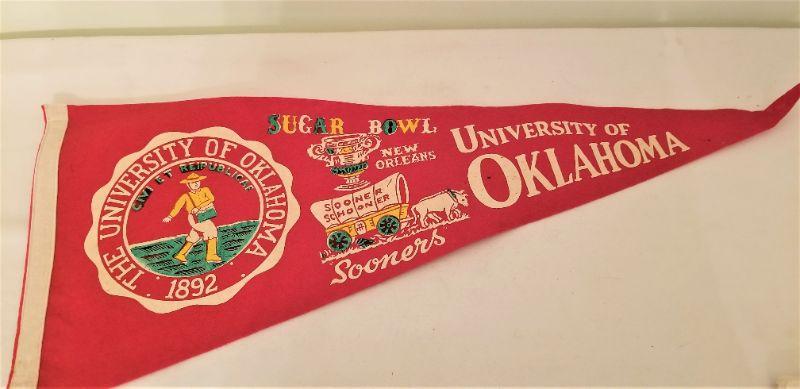 THE UNIVERSITY OF OKLAHOMA
CIVI ET REIPUBLICAE
1892
SUGAR BOWL
NEW
ORLEANS
SOONER
SCHOONER
Sooners
UNIVERSITY OF
OKLAHOMA